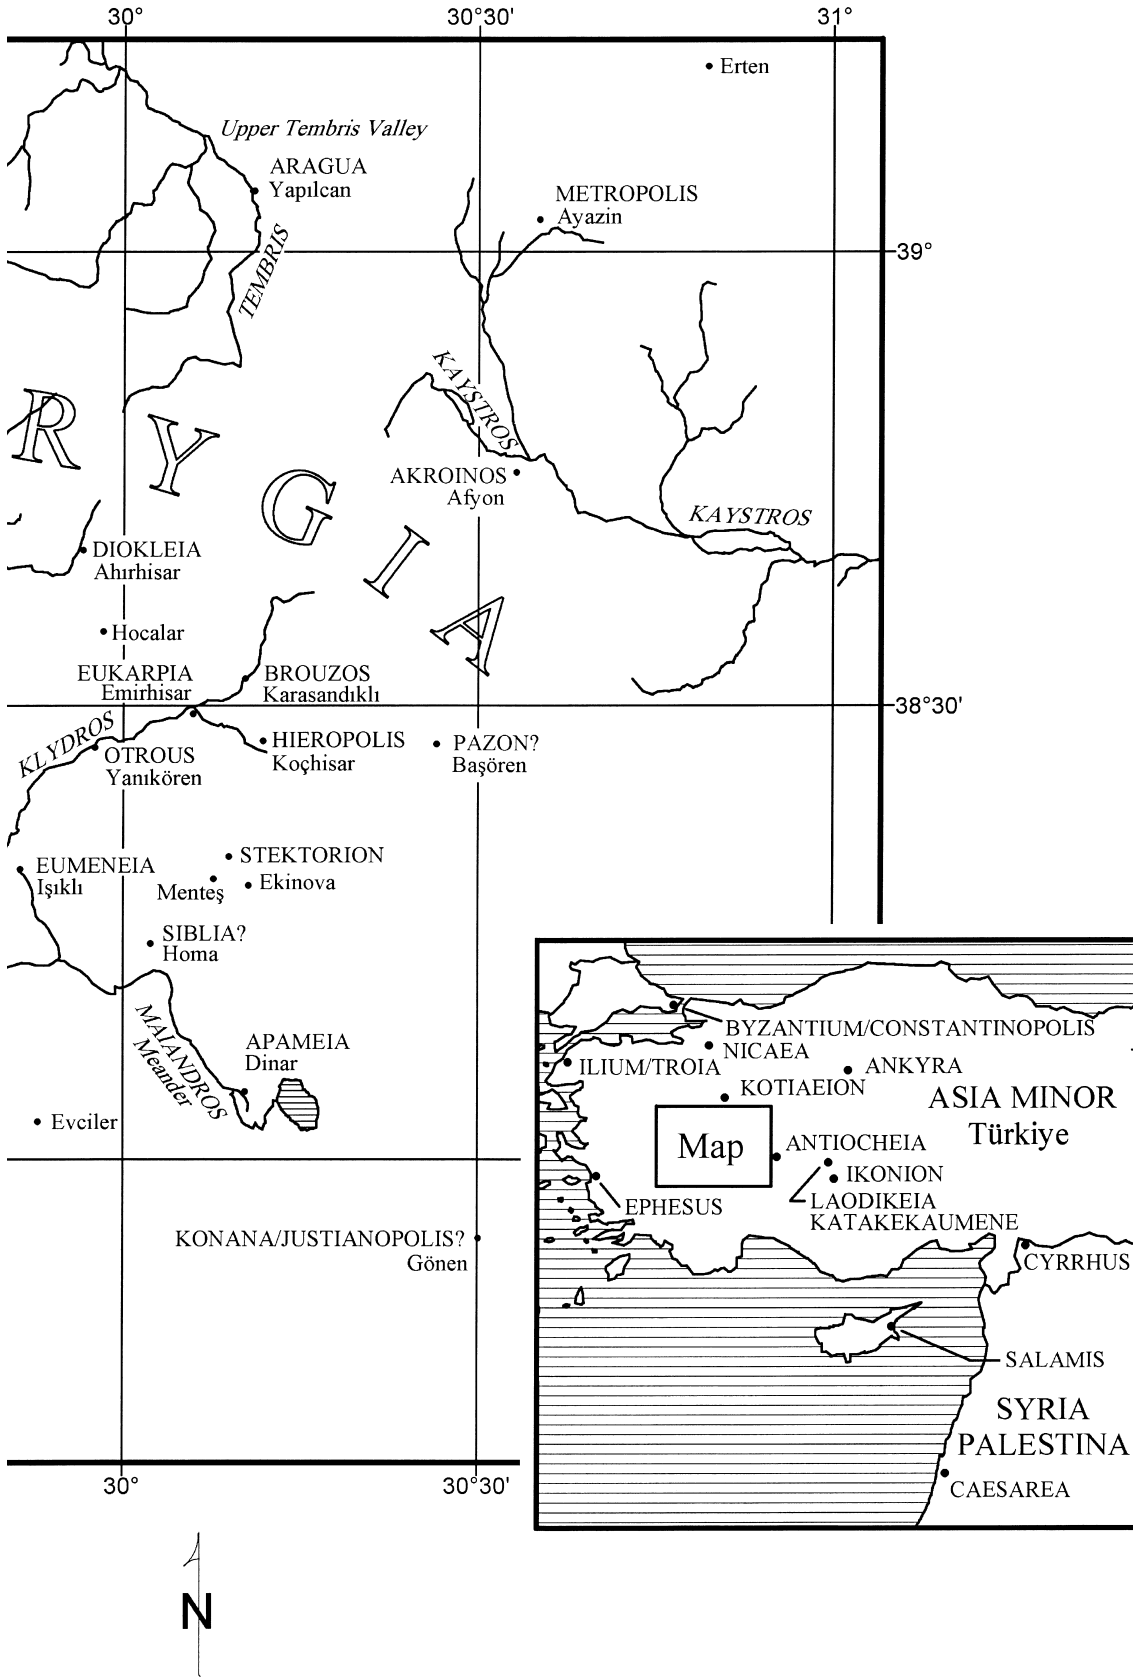 30° 30°30' 31°
Erten
Upper Tembris Valley
ARAGUA
Yapılcan
METROPOLIS
Ayazin
39°
TEMBRIS
KAYSTROS
R Y G I A
AKROINOS
Afyon
KAYSTROS
DIOKLEIA
Ahırhisar
Hocalar
EUKARPIA
Emirhisar
BROUZOS
Karasandıklı
38°30'
KLYDROS
OTROUS
Yanıkören
HIEROPOLIS
Koçhisar
PAZON?
Başören
STEKTORION
EUMENEIA
Işıklı
Menteş
Ekinova
SIBLIA?
Homa
MAIANDROS
Meander
APAMEIA
Dinar
Evciler
KONANA/JUSTIANOPOLIS?
Gönen
30° 30°30'
N
BYZANTIUM/CONSTANTINOPOLIS
NICAEA
ILIUM/TROIA
ANKYRA
KOTIAEION
ASIA MINOR
Türkiye
Map
ANTIOCHEIA
IKONION
LAODIKEIA
KATAKEKAUMENE
EPHESUS
CYRRHUS
SALAMIS
SYRIA
PALESTINA
CAESAREA